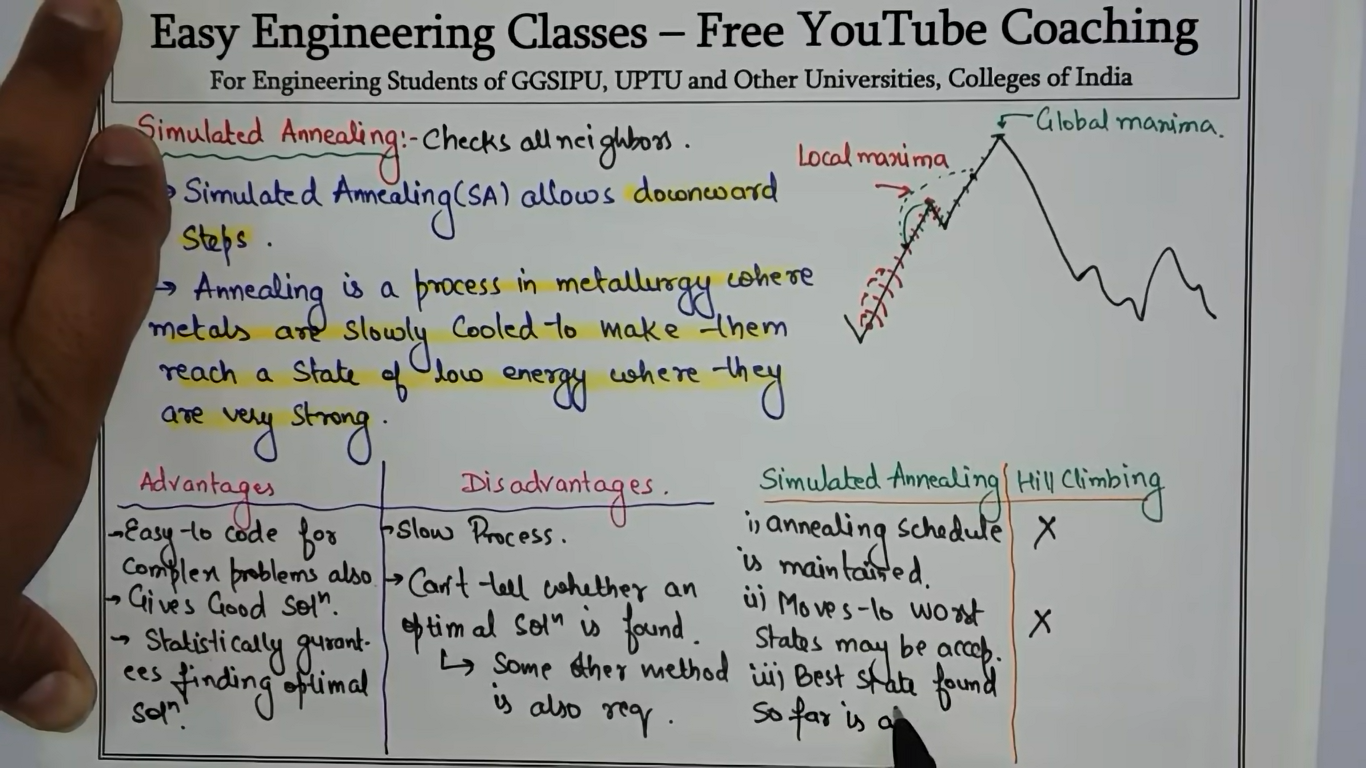 Easy Engineering Classes – Free YouTube Coaching
For Engineering Students of GGSIPU, UPTU and Other Universities, Colleges of India
Simulated Annealing:- Checks all neighbors.
Simulated Annealing (SA) allows downward
steps.
→ Annealing is a process in metallurgy where
metals are slowly cooled to make them
reach a state of low energy where they
are very strong.
Local maxima
Global maxima.
Advantages
→Easy to code for
complex problems also
→ Gives Good solⁿ.
→ Statistically gurant-
ees finding optimal
solⁿ.
Disadvantages.
→Slow Process.
→ Can't tell whether an
optimal solⁿ is found.
↳ Some other method
is also req.
Simulated Annealing
i) annealing schedule
is maintained.
ii) Moves to worst
states may be accep.
iii) Best state found
so far is
Hill Climbing
X
X